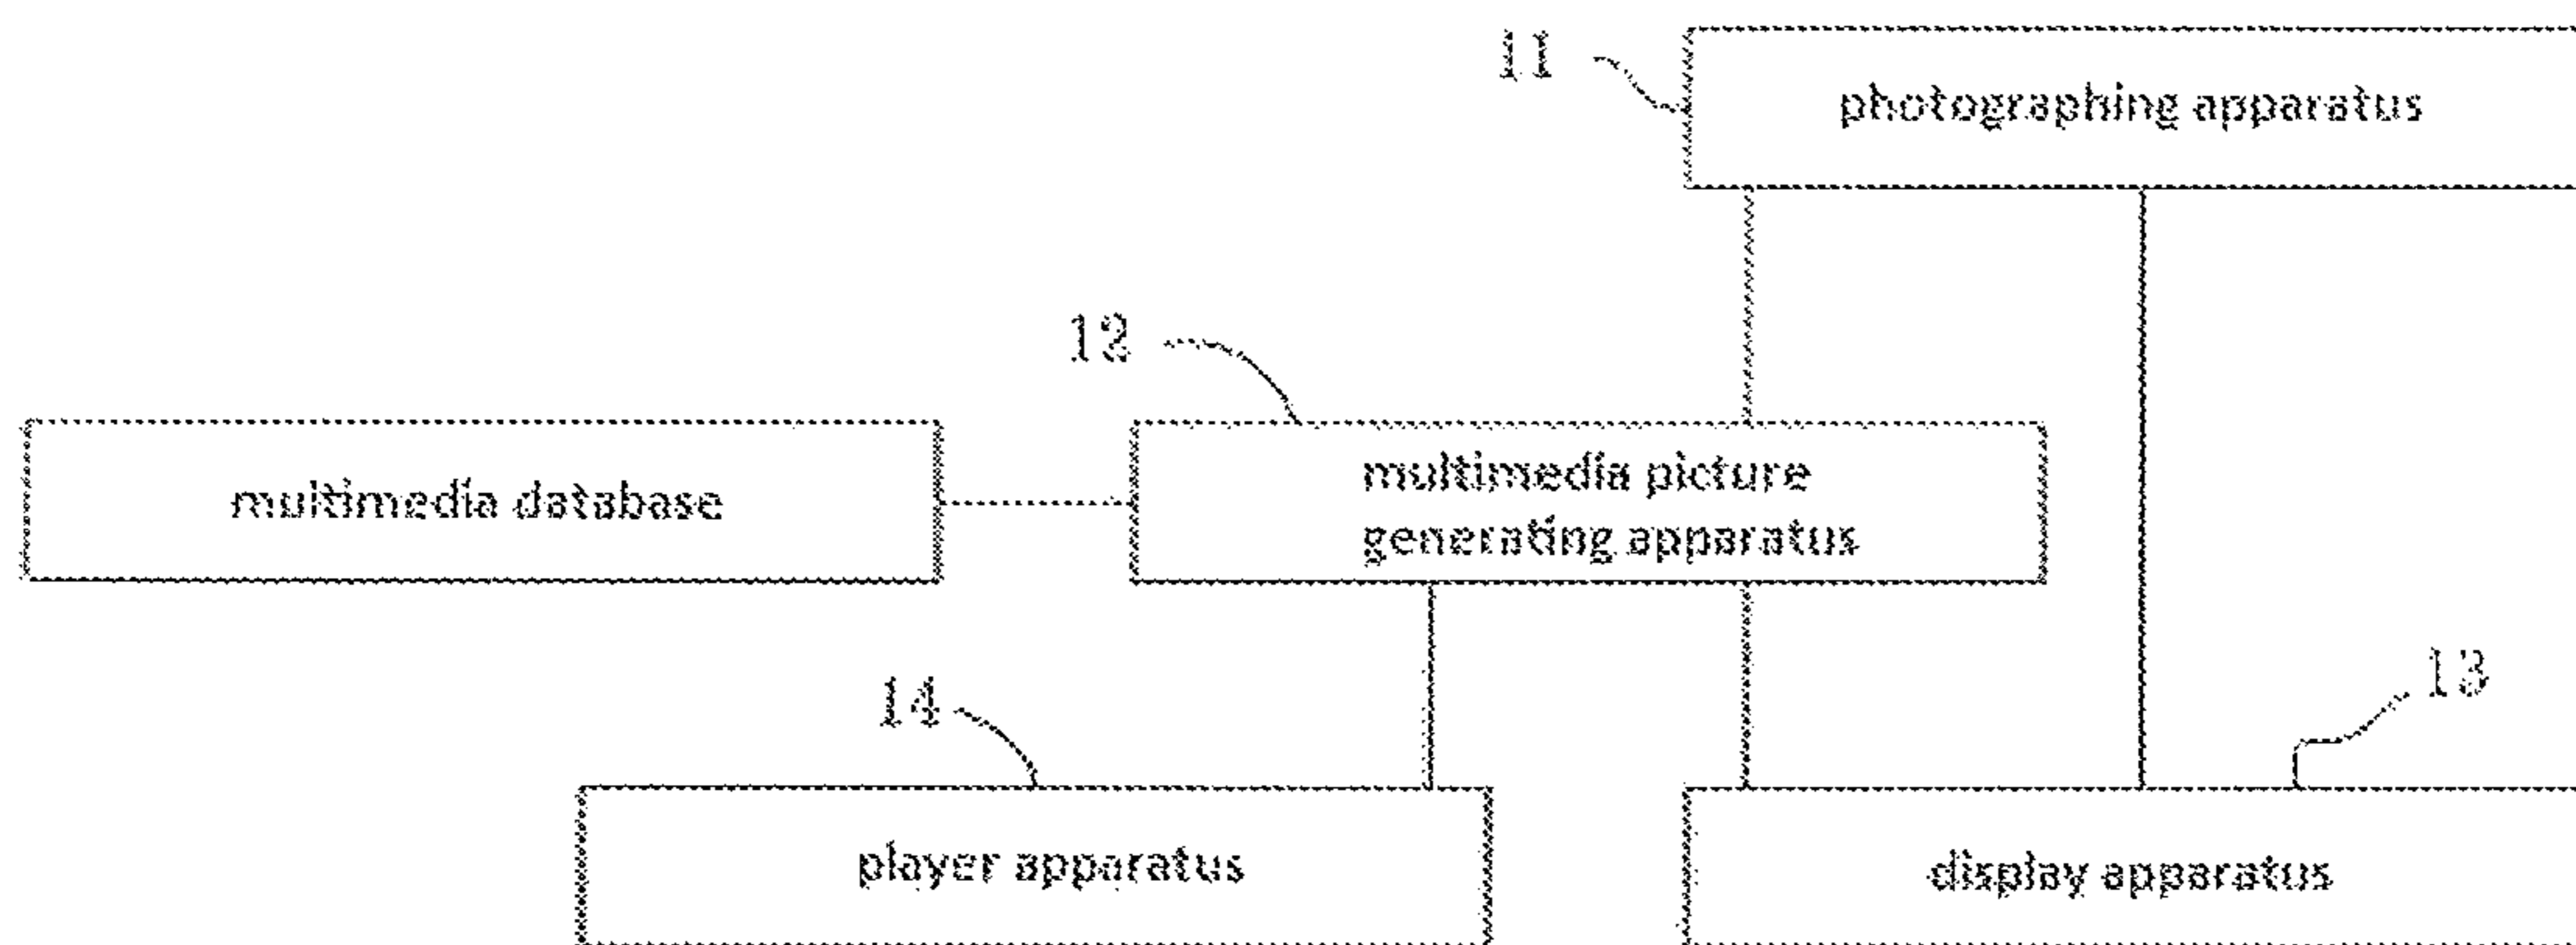 11
photographing apparatus
12
multimedia database
multimedia picture
generating apparatus
14
13
player apparatus
display apparatus